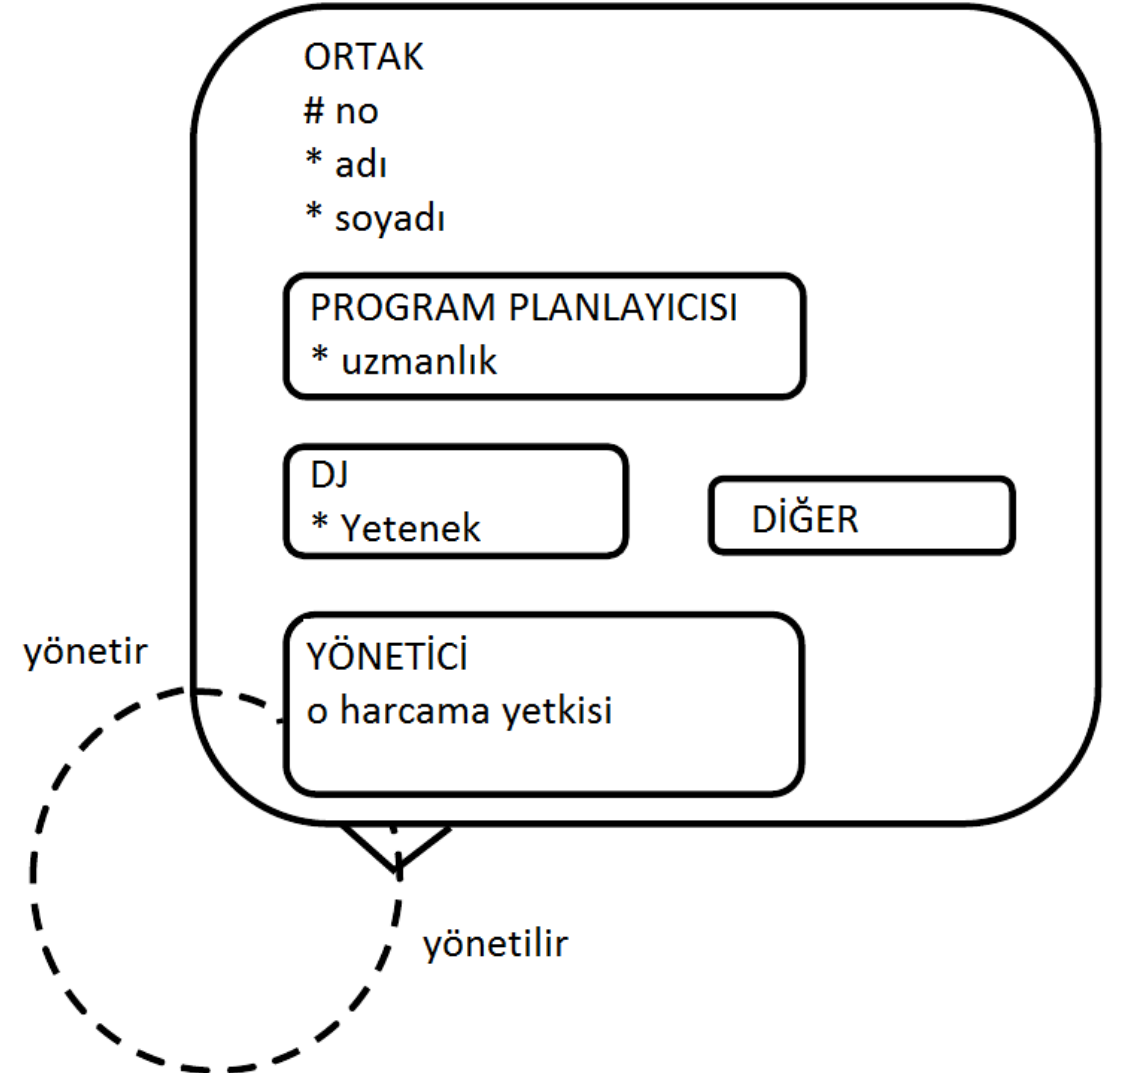 ORTAK
# no
* adı
* soyadı
PROGRAM PLANLAYICISI
* uzmanlık
DJ
* Yetenek
DİĞER
yönetir
YÖNETİCİ
o harcama yetkisi
yönetilir